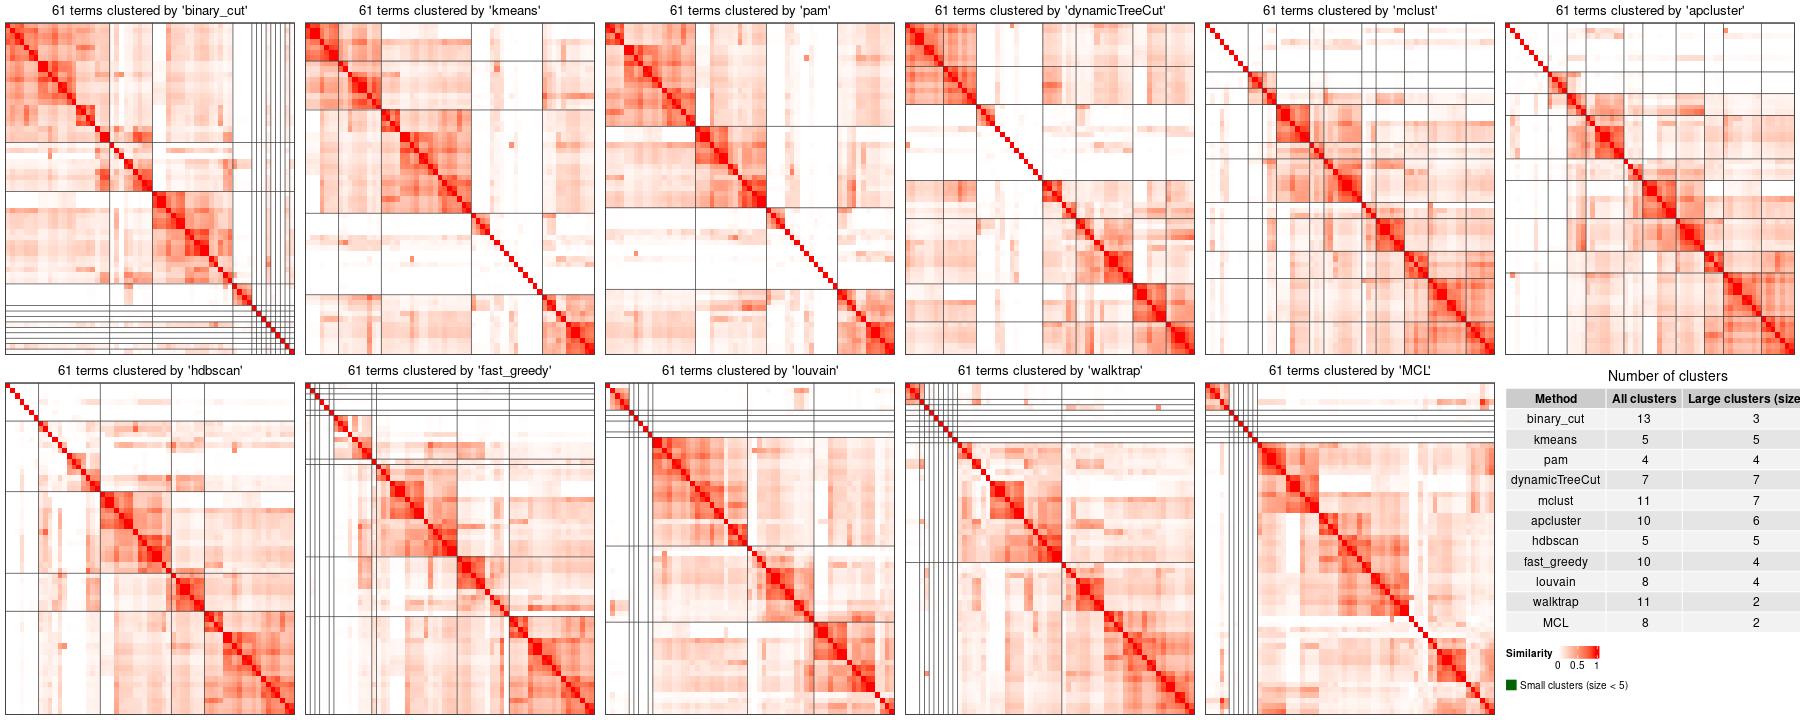 61 terms clustered by 'binary_cut'
61 terms clustered by 'kmeans'
61 terms clustered by 'pam'
61 terms clustered by 'dynamicTreeCut'
61 terms clustered by 'mclust'
61 terms clustered by 'apcluster'
61 terms clustered by 'hdbscan'
61 terms clustered by 'fast_greedy'
61 terms clustered by 'louvain'
61 terms clustered by 'walktrap'
61 terms clustered by 'MCL'
Number of clusters
Method All clusters Large clusters (size
binary_cut 13 3
kmeans 5 5
pam 4 4
dynamicTreeCut 7 7
mclust 11 7
apcluster 10 6
hdbscan 5 5
fast_greedy 10 4
louvain 8 4
walktrap 11 2
MCL 8 2
Similarity
0 0.5 1
Small clusters (size < 5)